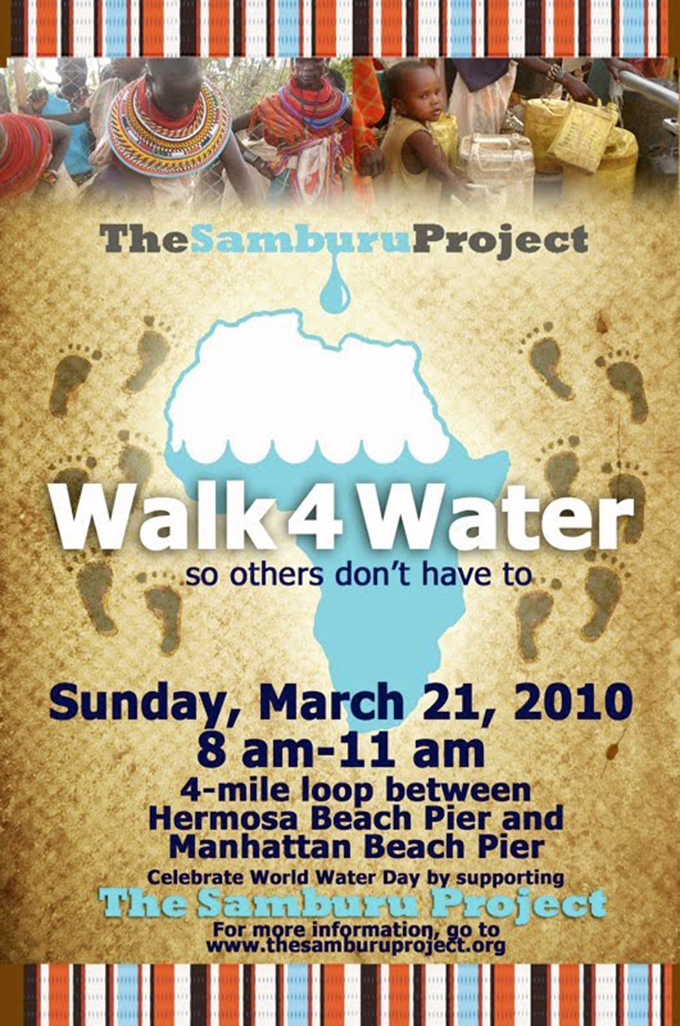 TheSamburuProject
Walk 4 Water
so others don't have to
Sunday, March 21, 2010
8 am-11 am
4-mile loop between
Hermosa Beach Pier and
Manhattan Beach Pier
Celebrate World Water Day by supporting
The Samburu Project
For more information, go to
www.thesamburuproject.org